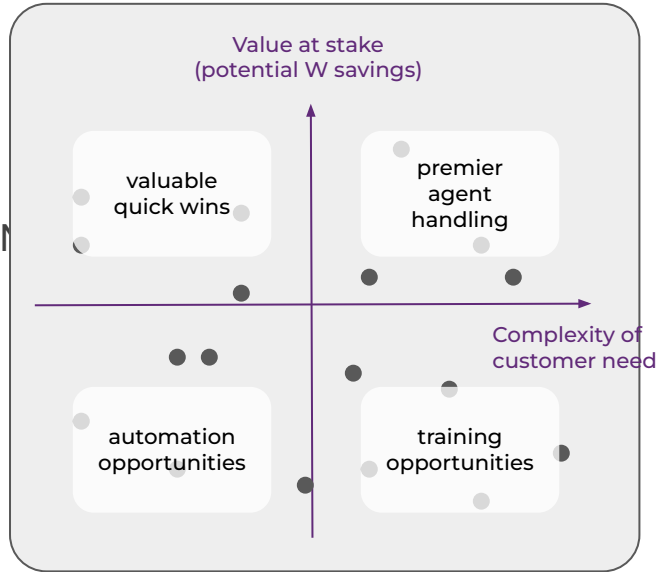 Value at stake
(potential W savings)
valuable
quick wins
premier
agent
handling
Complexity of
customer need
automation
opportunities
training
opportunities